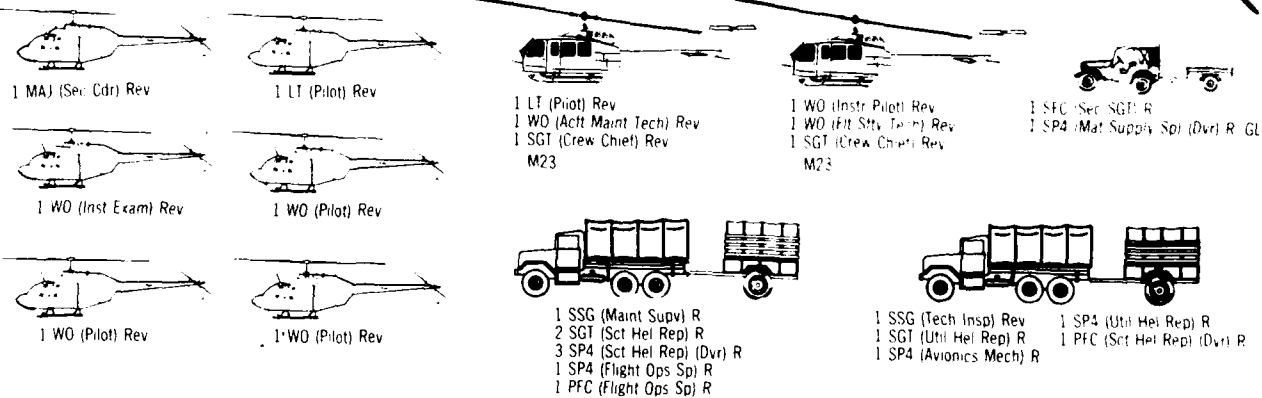 1 MAJ (Sec Cdr) Rev
1 LT (Pilot) Rev
1 LT (Pilot) Rev
1 WO (Acft Maint Tech) Rev
1 SGT (Crew Chief) Rev
M23
1 WO (Instr Pilot) Rev
1 WO (Flt Sfty Tech) Rev
1 SGT (Crew Chief) Rev
M23
1 SFC (Sec SGT) R
1 SP4 (Mat Supply Sp) (Dvr) R GL
1 WO (Inst Exam) Rev
1 WO (Pilot) Rev
1 WO (Pilot) Rev
1 WO (Pilot) Rev
1 SSG (Maint Supv) R
2 SGT (Sct Hel Rep) R
3 SP4 (Sct Hel Rep) (Dvr) R
1 SP4 (Flight Ops Sp) R
1 PFC (Flight Ops Sp) R
1 SSG (Tech Insp) Rev
1 SGT (Util Hel Rep) R
1 SP4 (Avionics Mech) R
1 SP4 (Util Hel Rep) R
1 PFC (Sct Hel Rep) (Dvr) R